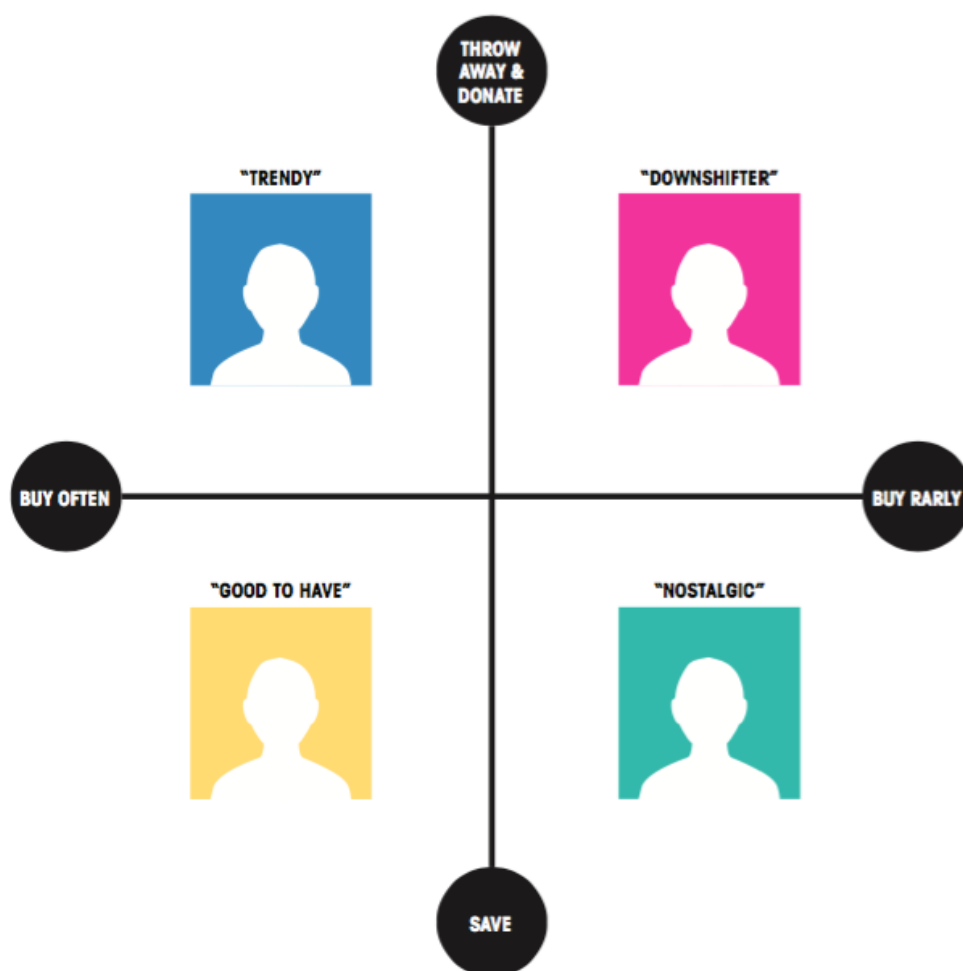 THROW
AWAY &
DONATE
"TRENDY"
"DOWNSHIFTER"
BUY OFTEN
BUY RARLY
"GOOD TO HAVE"
"NOSTALGIC"
SAVE